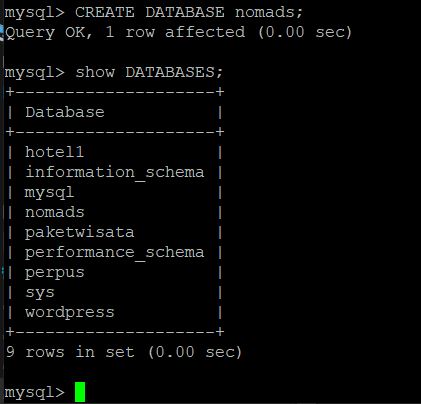 mysql> CREATE DATABASE nomads;
Query OK, 1 row affected (0.00 sec)
mysql> show DATABASES;
+--------------------+
| Database           |
+--------------------+
| hotel1             |
| information_schema |
| mysql              |
| nomads             |
| paketwisata        |
| performance_schema |
| perpus             |
| sys                |
| wordpress          |
+--------------------+
9 rows in set (0.00 sec)
mysql>